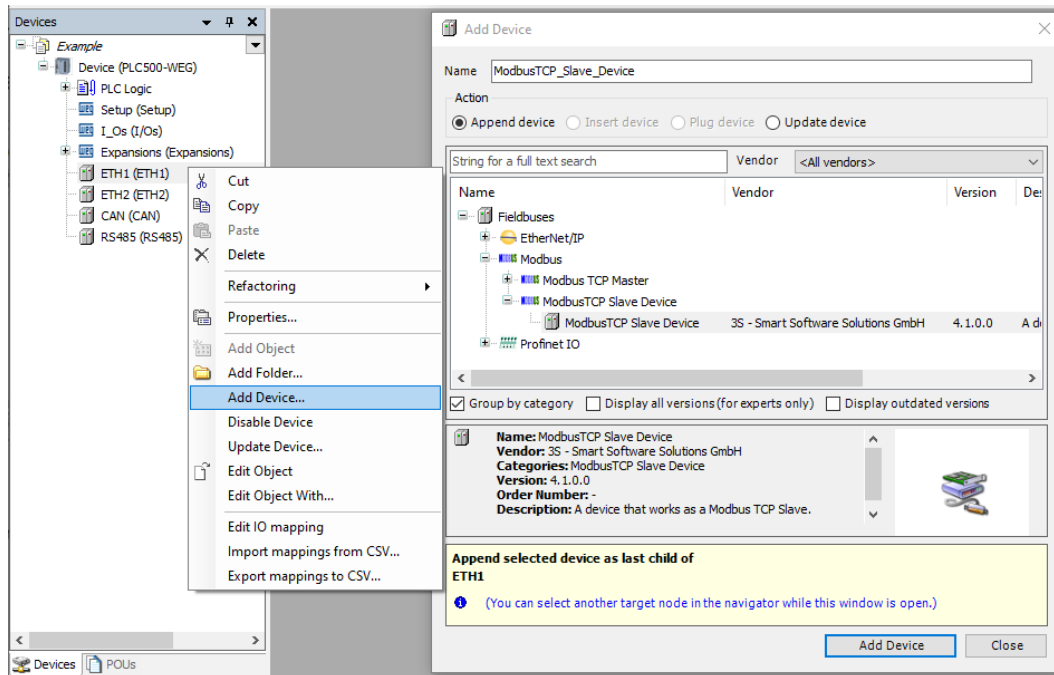 Devices
Example
Device (PLC500-WEG)
PLC Logic
Setup (Setup)
I_Os (I/Os)
Expansions (Expansions)
ETH1 (ETH1)
ETH2 (ETH2)
CAN (CAN)
RS485 (RS485)
Devices
POUs
Cut
Copy
Paste
Delete
Refactoring
Properties...
Add Object
Add Folder...
Add Device...
Disable Device
Update Device...
Edit Object
Edit Object With...
Edit IO mapping
Import mappings from CSV...
Export mappings to CSV...
Add Device
Name ModbusTCP_Slave_Device
Action
Append device Insert device Plug device Update device
String for a full text search Vendor <All vendors>
Name Vendor Version De
Fieldbuses
EtherNet/IP
Modbus
Modbus TCP Master
ModbusTCP Slave Device
ModbusTCP Slave Device 3S - Smart Software Solutions GmbH 4.1.0.0 A d
Profinet IO
Group by category Display all versions (for experts only) Display outdated versions
Name: ModbusTCP Slave Device
Vendor: 3S - Smart Software Solutions GmbH
Categories: ModbusTCP Slave Device
Version: 4.1.0.0
Order Number: -
Description: A device that works as a Modbus TCP Slave.
Append selected device as last child of
ETH1
(You can select another target node in the navigator while this window is open.)
Add Device Close